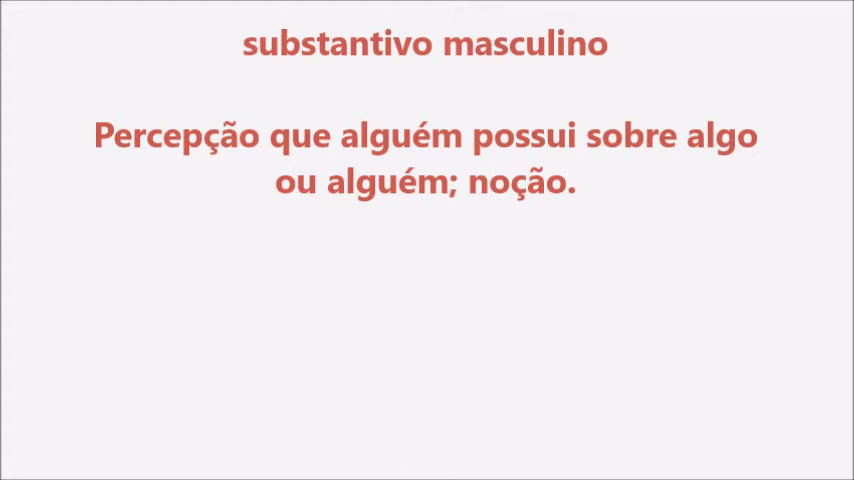 substantivo masculino
Percepção que alguém possui sobre algo
ou alguém; noção.